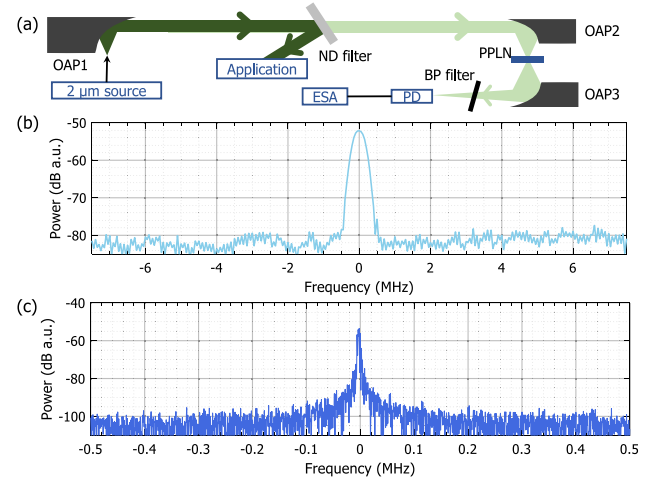 (a)
OAP1
2 μm source
Application
ND filter
ESA
PD
BP filter
PPLN
OAP2
OAP3
(b)
Power (dB a.u.)
-50
-60
-70
-80
-6 -4 -2 0 2 4 6
Frequency (MHz)
(c)
Power (dB a.u.)
-40
-60
-80
-100
-0.5 -0.4 -0.3 -0.2 -0.1 0 0.1 0.2 0.3 0.4 0.5
Frequency (MHz)